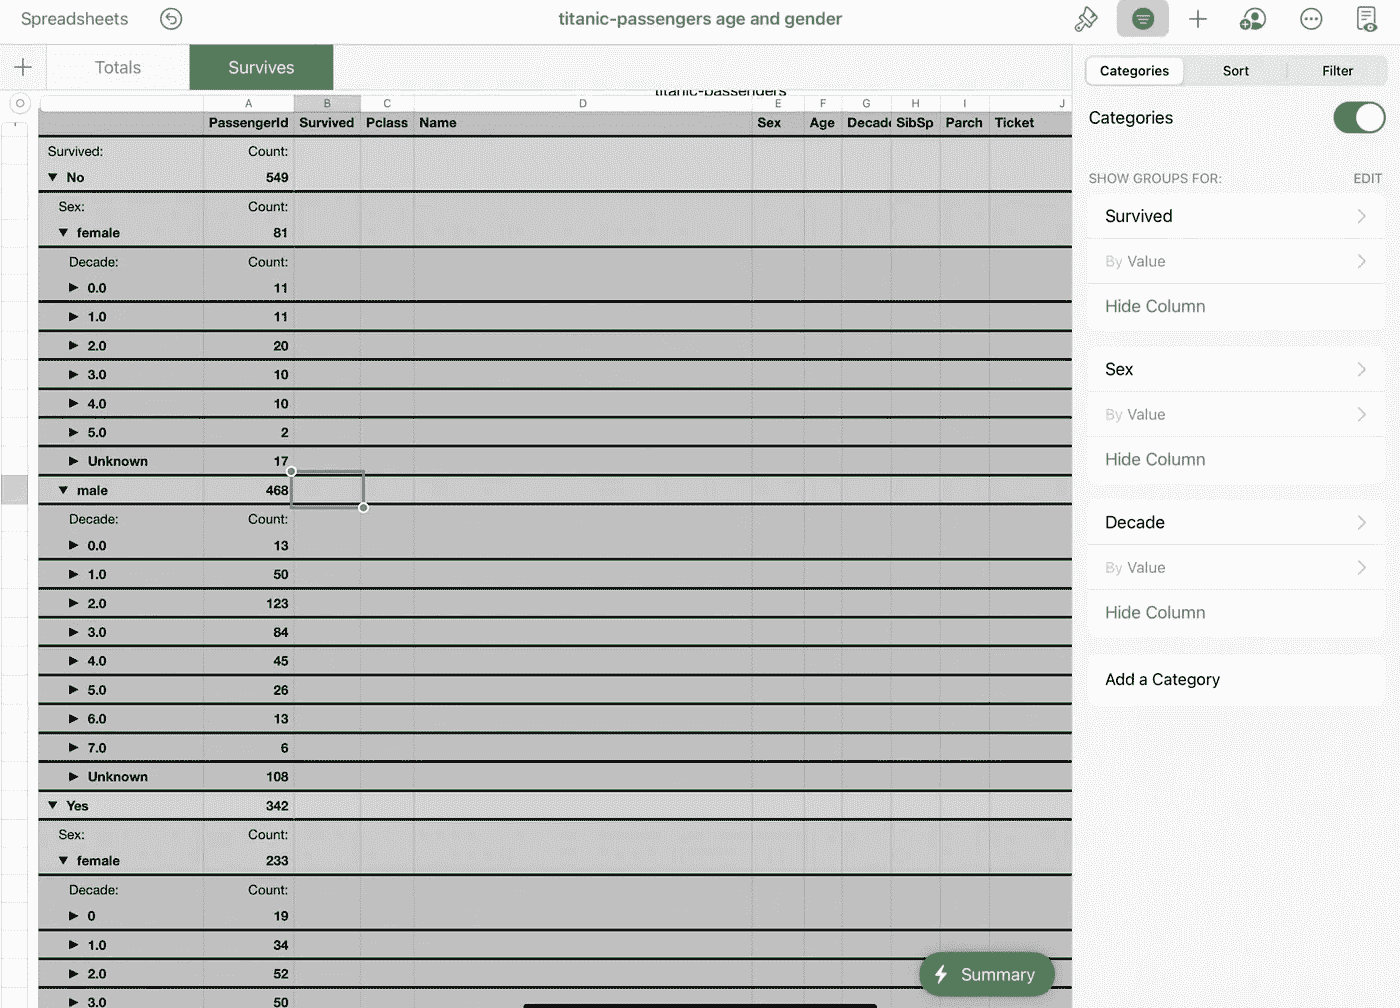 Spreadsheets
titanic-passengers age and gender
Totals
Survives
titanic-passengers
A B C D E F G H I J
PassengerId Survived Pclass Name Sex Age Decade SibSp Parch Ticket
Survived: Count:
No 549
Sex: Count:
female 81
Decade: Count:
0.0 11
1.0 11
2.0 20
3.0 10
4.0 10
5.0 2
Unknown 17
male 468
Decade: Count:
0.0 13
1.0 50
2.0 123
3.0 84
4.0 45
5.0 26
6.0 13
7.0 6
Unknown 108
Yes 342
Sex: Count:
female 233
Decade: Count:
0 19
1.0 34
2.0 52
3.0 50
Summary
Categories Sort Filter
Categories
SHOW GROUPS FOR: EDIT
Survived
By Value
Hide Column
Sex
By Value
Hide Column
Decade
By Value
Hide Column
Add a Category